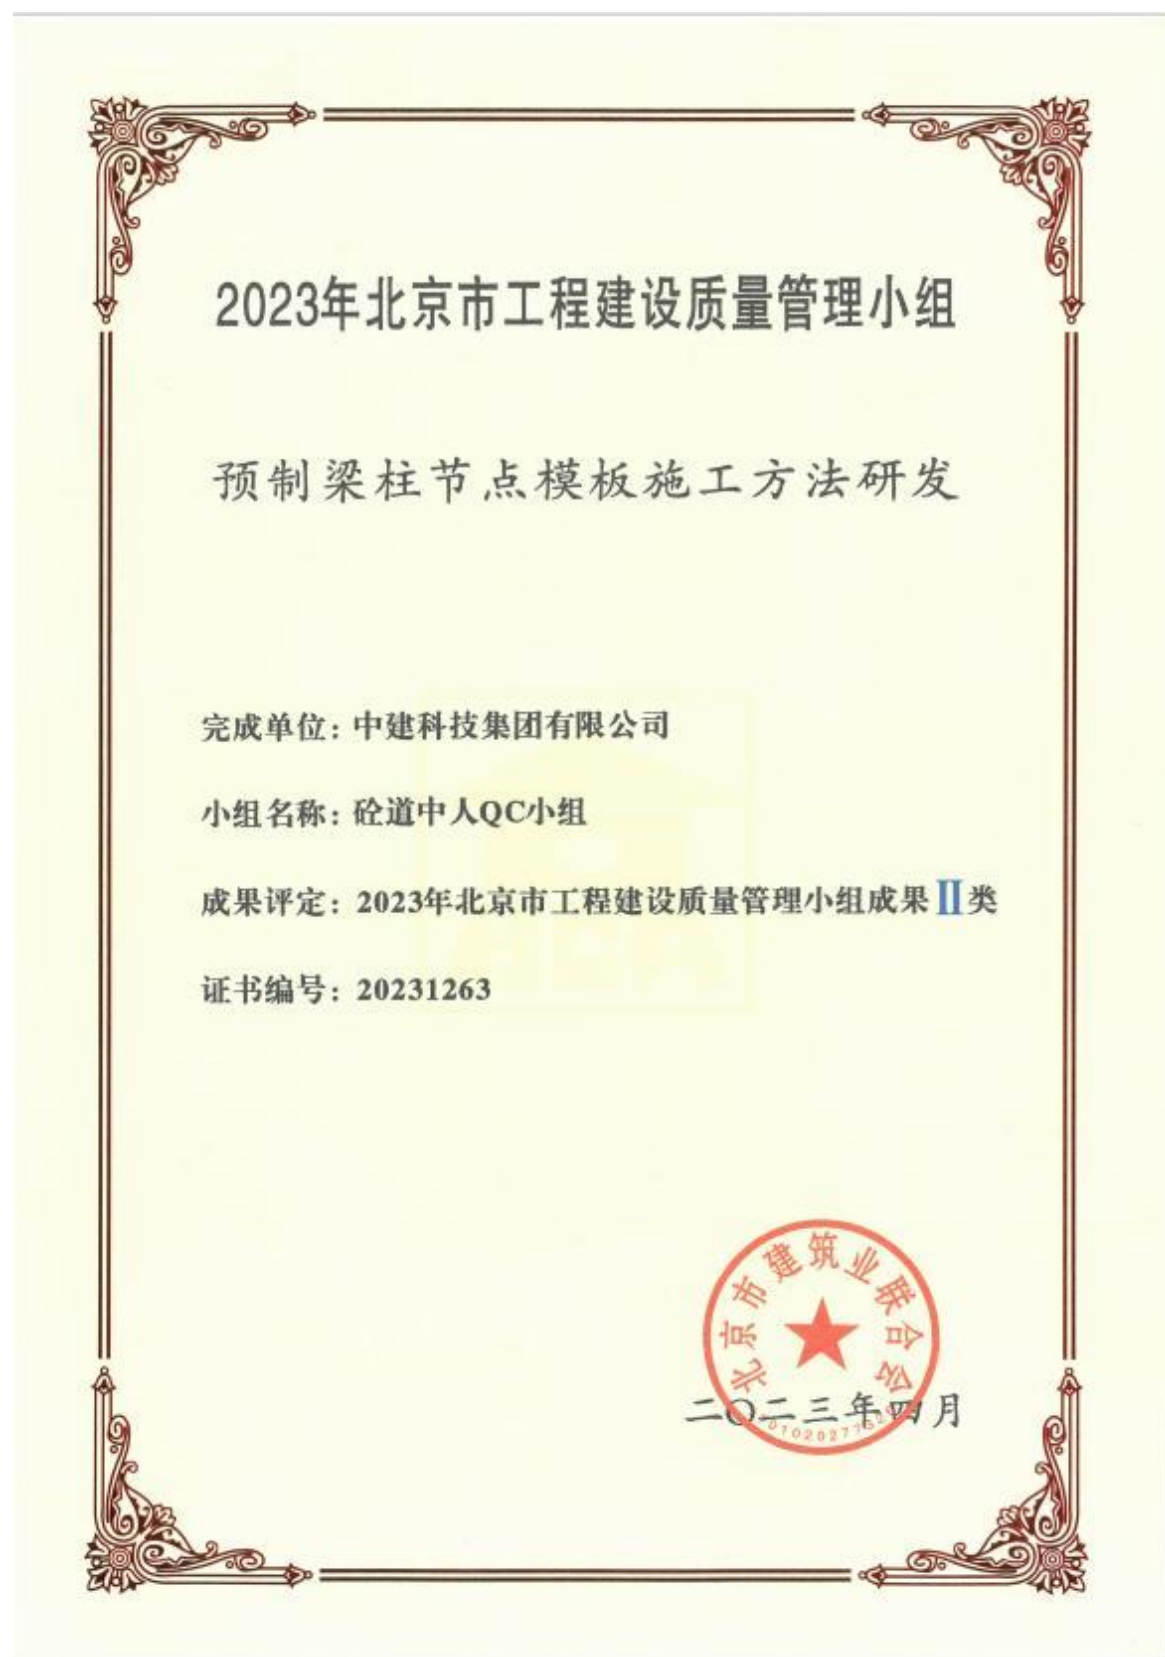 2023年北京市工程建设质量管理小组
预制梁柱节点模板施工方法研发
完成单位：中建科技集团有限公司
小组名称：砼道中人QC小组
成果评定：2023年北京市工程建设质量管理小组成果Ⅱ类
证书编号：20231263
北京市建筑业联合会
二〇二三年四月